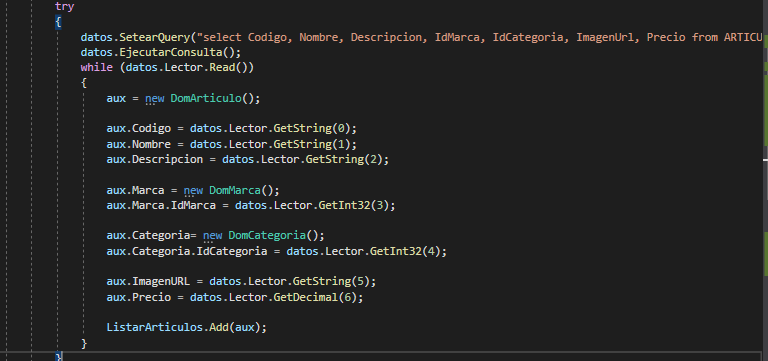 try
{
datos.SetearQuery("select Codigo, Nombre, Descripcion, IdMarca, IdCategoria, ImagenUrl, Precio from ARTICU
datos.EjecutarConsulta();
while (datos.Lector.Read())
{
aux = new DomArticulo();
aux.Codigo = datos.Lector.GetString(0);
aux.Nombre = datos.Lector.GetString(1);
aux.Descripcion = datos.Lector.GetString(2);
aux.Marca = new DomMarca();
aux.Marca.IdMarca = datos.Lector.GetInt32(3);
aux.Categoria= new DomCategoria();
aux.Categoria.IdCategoria = datos.Lector.GetInt32(4);
aux.ImagenURL = datos.Lector.GetString(5);
aux.Precio = datos.Lector.GetDecimal(6);
ListarArticulos.Add(aux);
}
}